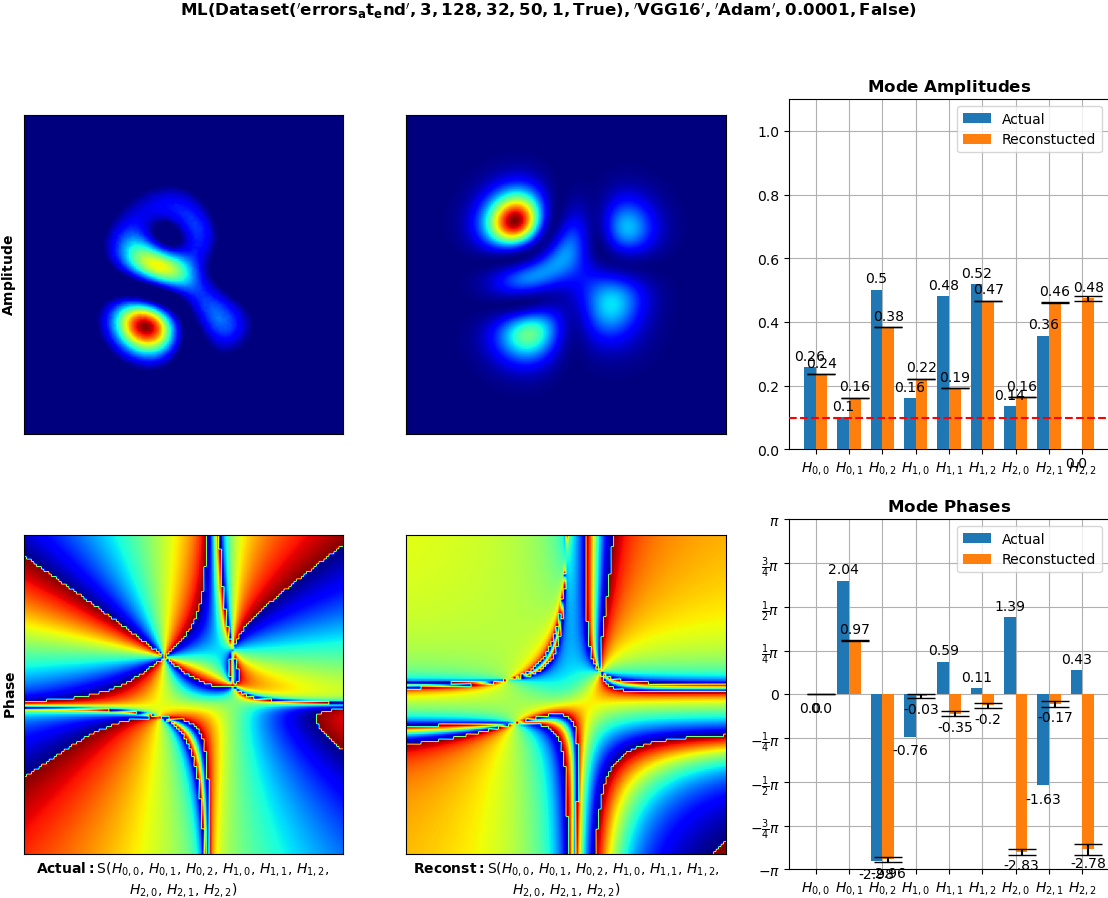 ML(Dataset('errors_at_end', 3, 128, 32, 50, 1, True), 'VGG16', 'Adam', 0.0001, False)
Amplitude
Mode Amplitudes
Actual
Reconstucted
1.0
0.8
0.6
0.4
0.2
0.0
0.26
0.24
0.1
0.16
0.5
0.38
0.16
0.22
0.48
0.19
0.52
0.47
0.14
0.16
0.36
0.46
0.0
0.48
H0,0 H0,1 H0,2 H1,0 H1,1 H1,2 H2,0 H2,1 H2,2
Phase
Actual: S(H0,0, H0,1, H0,2, H1,0, H1,1, H1,2,
H2,0, H2,1, H2,2)
Reconst: S(H0,0, H0,1, H0,2, H1,0, H1,1, H1,2,
H2,0, H2,1, H2,2)
Mode Phases
Actual
Reconstucted
π
3/4π
1/2π
1/4π
0
−1/4π
−1/2π
−3/4π
−π
0.0
0.0
2.04
0.97
-2.96
-0.76
-0.03
0.59
-0.35
0.11
-0.2
1.39
-2.83
-1.63
-0.17
0.43
-2.78
H0,0 H0,1 H0,2 H1,0 H1,1 H1,2 H2,0 H2,1 H2,2